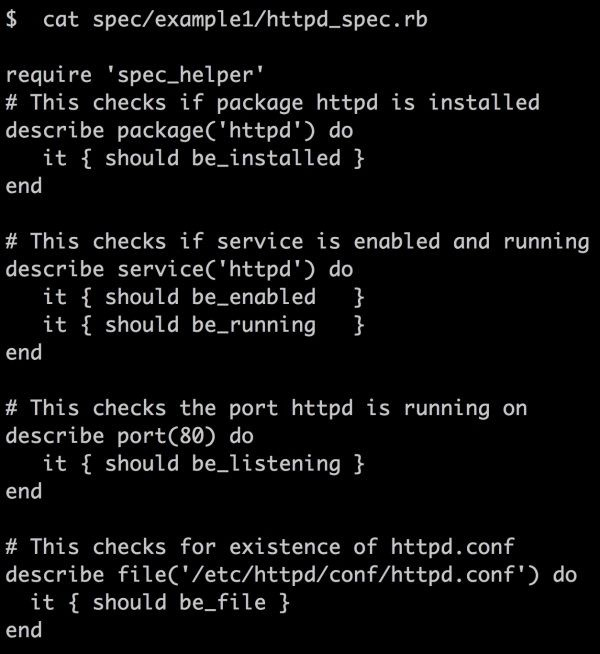 $  cat spec/example1/httpd_spec.rb

require 'spec_helper'
# This checks if package httpd is installed
describe package('httpd') do
   it { should be_installed }
end

# This checks if service is enabled and running
describe service('httpd') do
   it { should be_enabled   }
   it { should be_running   }
end

# This checks the port httpd is running on
describe port(80) do
   it { should be_listening }
end

# This checks for existence of httpd.conf
describe file('/etc/httpd/conf/httpd.conf') do
  it { should be_file }
end